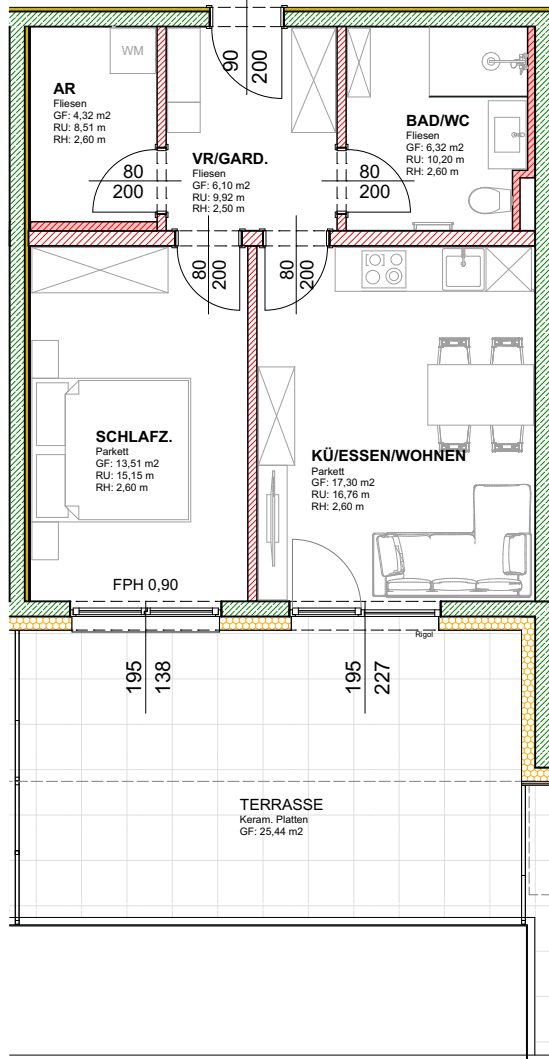 90
200
WM
AR
Fliesen
GF: 4,32 m2
RU: 8,51 m
RH: 2,60 m
BAD/WC
Fliesen
GF: 6,32 m2
RU: 10,20 m
RH: 2,60 m
VR/GARD.
Fliesen
GF: 6,10 m2
RU: 9,92 m
RH: 2,50 m
80
200
80
200
80
200
80
200
SCHLAFZ.
Parkett
GF: 13,51 m2
RU: 15,15 m
RH: 2,60 m
KÜ/ESSEN/WOHNEN
Parkett
GF: 17,30 m2
RU: 16,76 m
RH: 2,60 m
FPH 0,90
Rigol
195
138
195
227
TERRASSE
Keram. Platten
GF: 25,44 m2